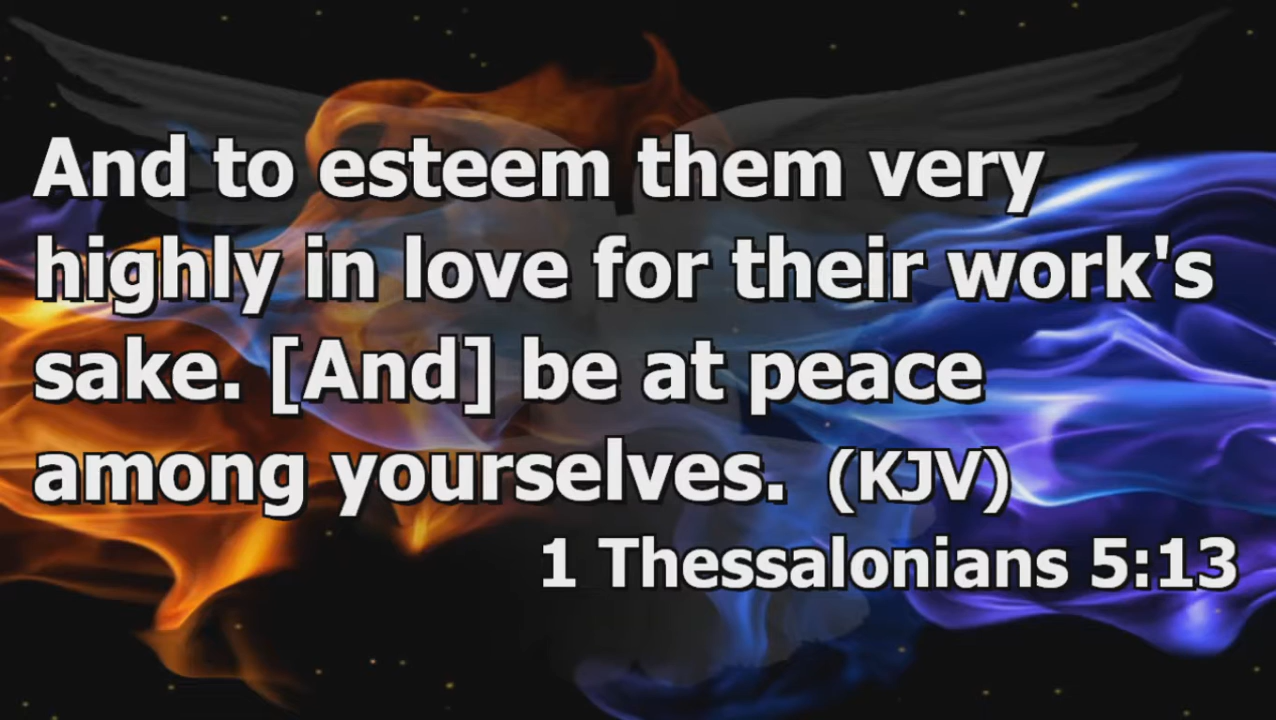 And to esteem them very
highly in love for their work's
sake. [And] be at peace
among yourselves. (KJV)
1 Thessalonians 5:13